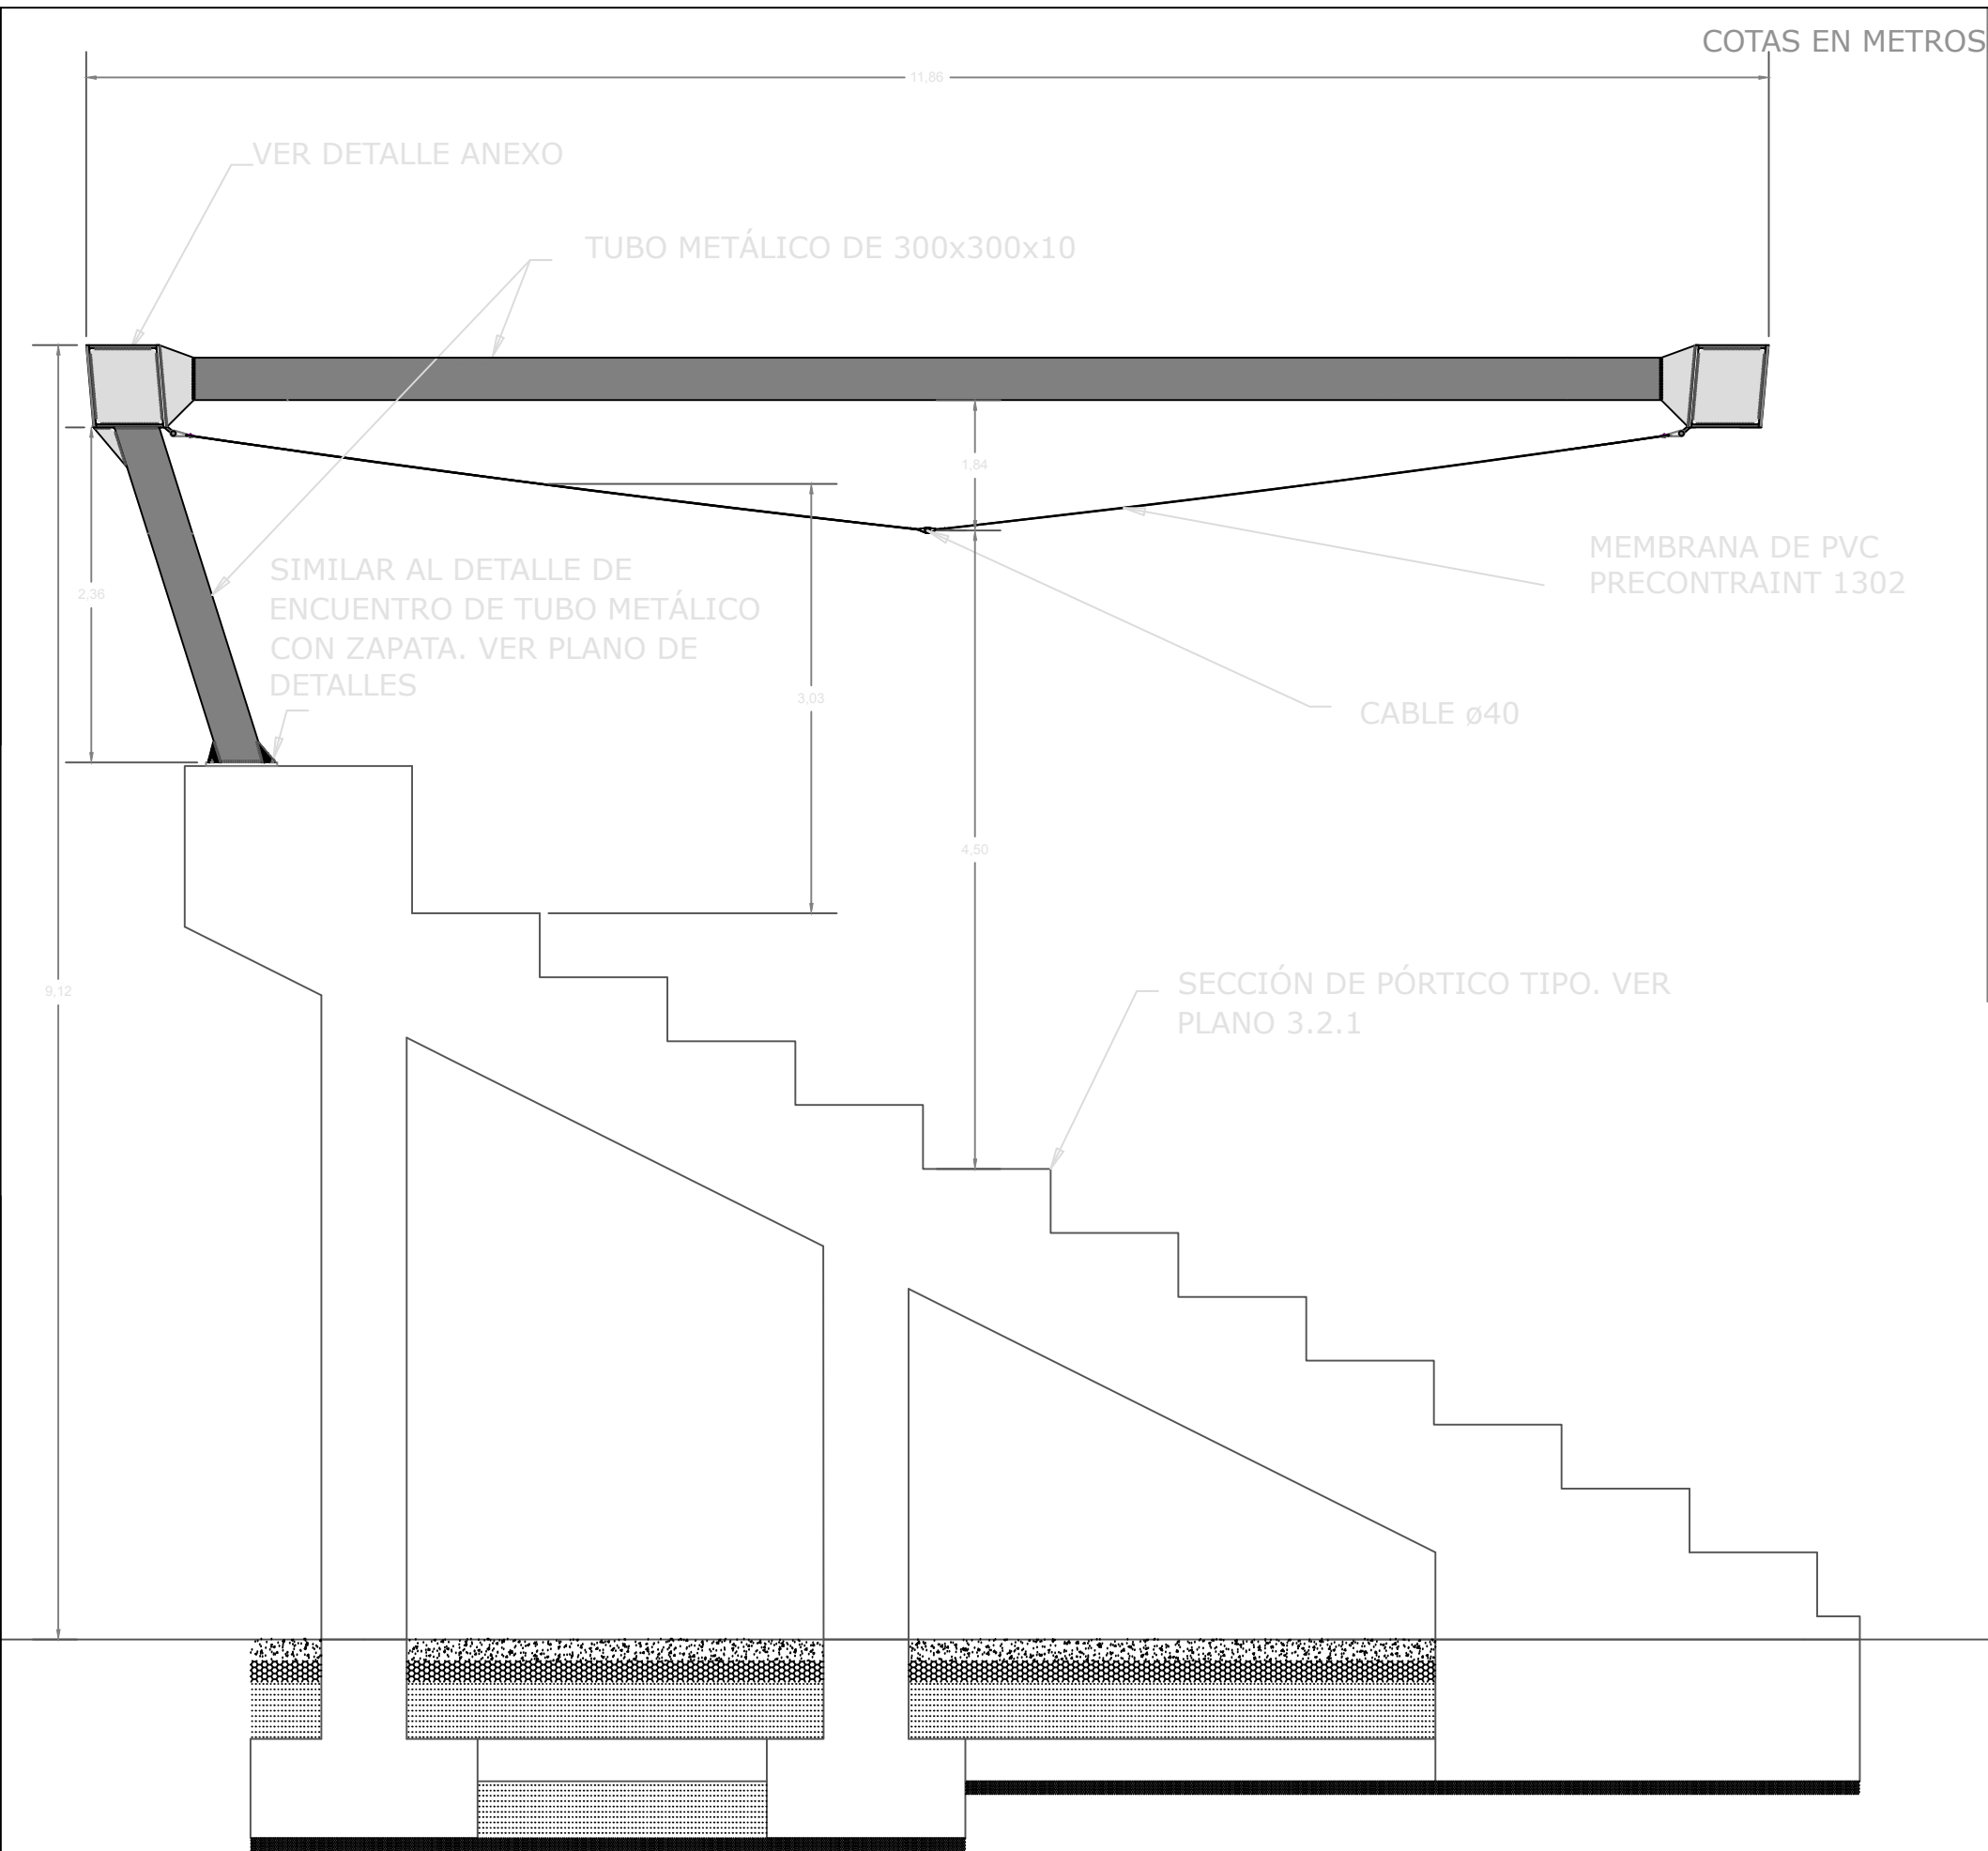 COTAS EN METROS
11,86
VER DETALLE ANEXO
TUBO METÁLICO DE 300x300x10
1,84
MEMBRANA DE PVC
PRECONTRAINT 1302
SIMILAR AL DETALLE DE
ENCUENTRO DE TUBO METÁLICO
CON ZAPATA. VER PLANO DE
DETALLES
2,36
3,03
CABLE ø40
4,50
9,12
SECCIÓN DE PÓRTICO TIPO. VER
PLANO 3.2.1